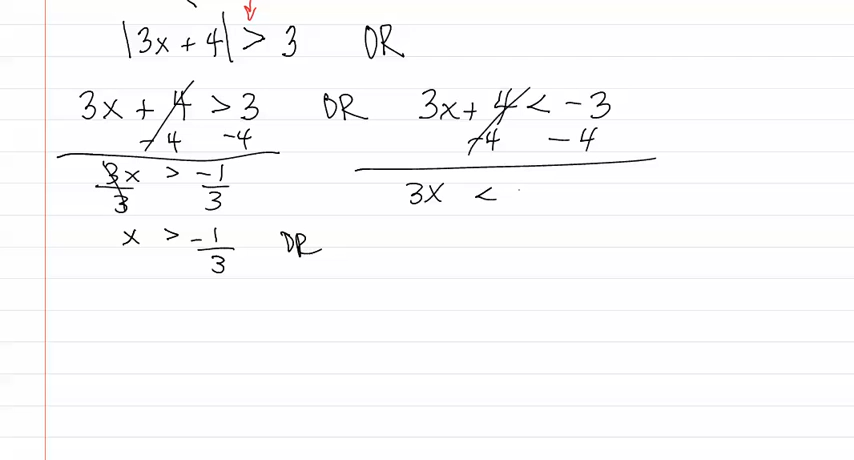 |3x + 4| > 3 OR
3x + 4 > 3 OR 3x + 4 < -3
-4 -4 -4 -4
3x > -1 3x <
3 3
x > -1 OR
3